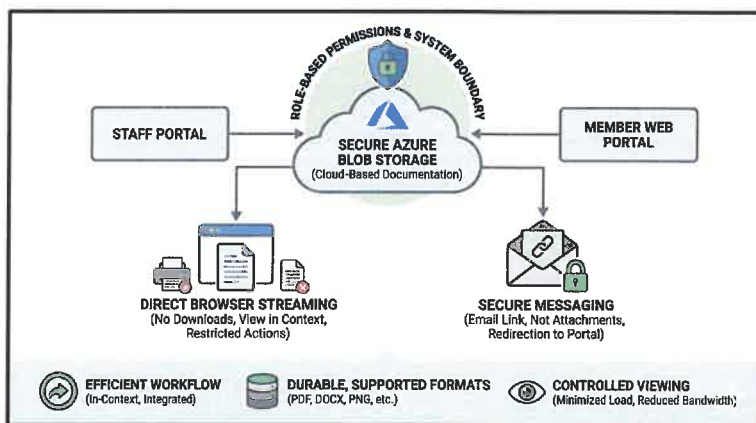 ROLE-BASED PERMISSIONS & SYSTEM BOUNDARY
STAFF PORTAL
SECURE AZURE
BLOB STORAGE
(Cloud-Based Documentation)
MEMBER WEB
PORTAL
DIRECT BROWSER STREAMING
(No Downloads, View in Context,
Restricted Actions)
SECURE MESSAGING
(Email Link, Not Attachments,
Redirection to Portal)
EFFICIENT WORKFLOW
(In-Context, Integrated)
DURABLE, SUPPORTED FORMATS
(PDF, DOCX, PNG, etc.)
CONTROLLED VIEWING
(Minimized Load, Reduced Bandwidth)